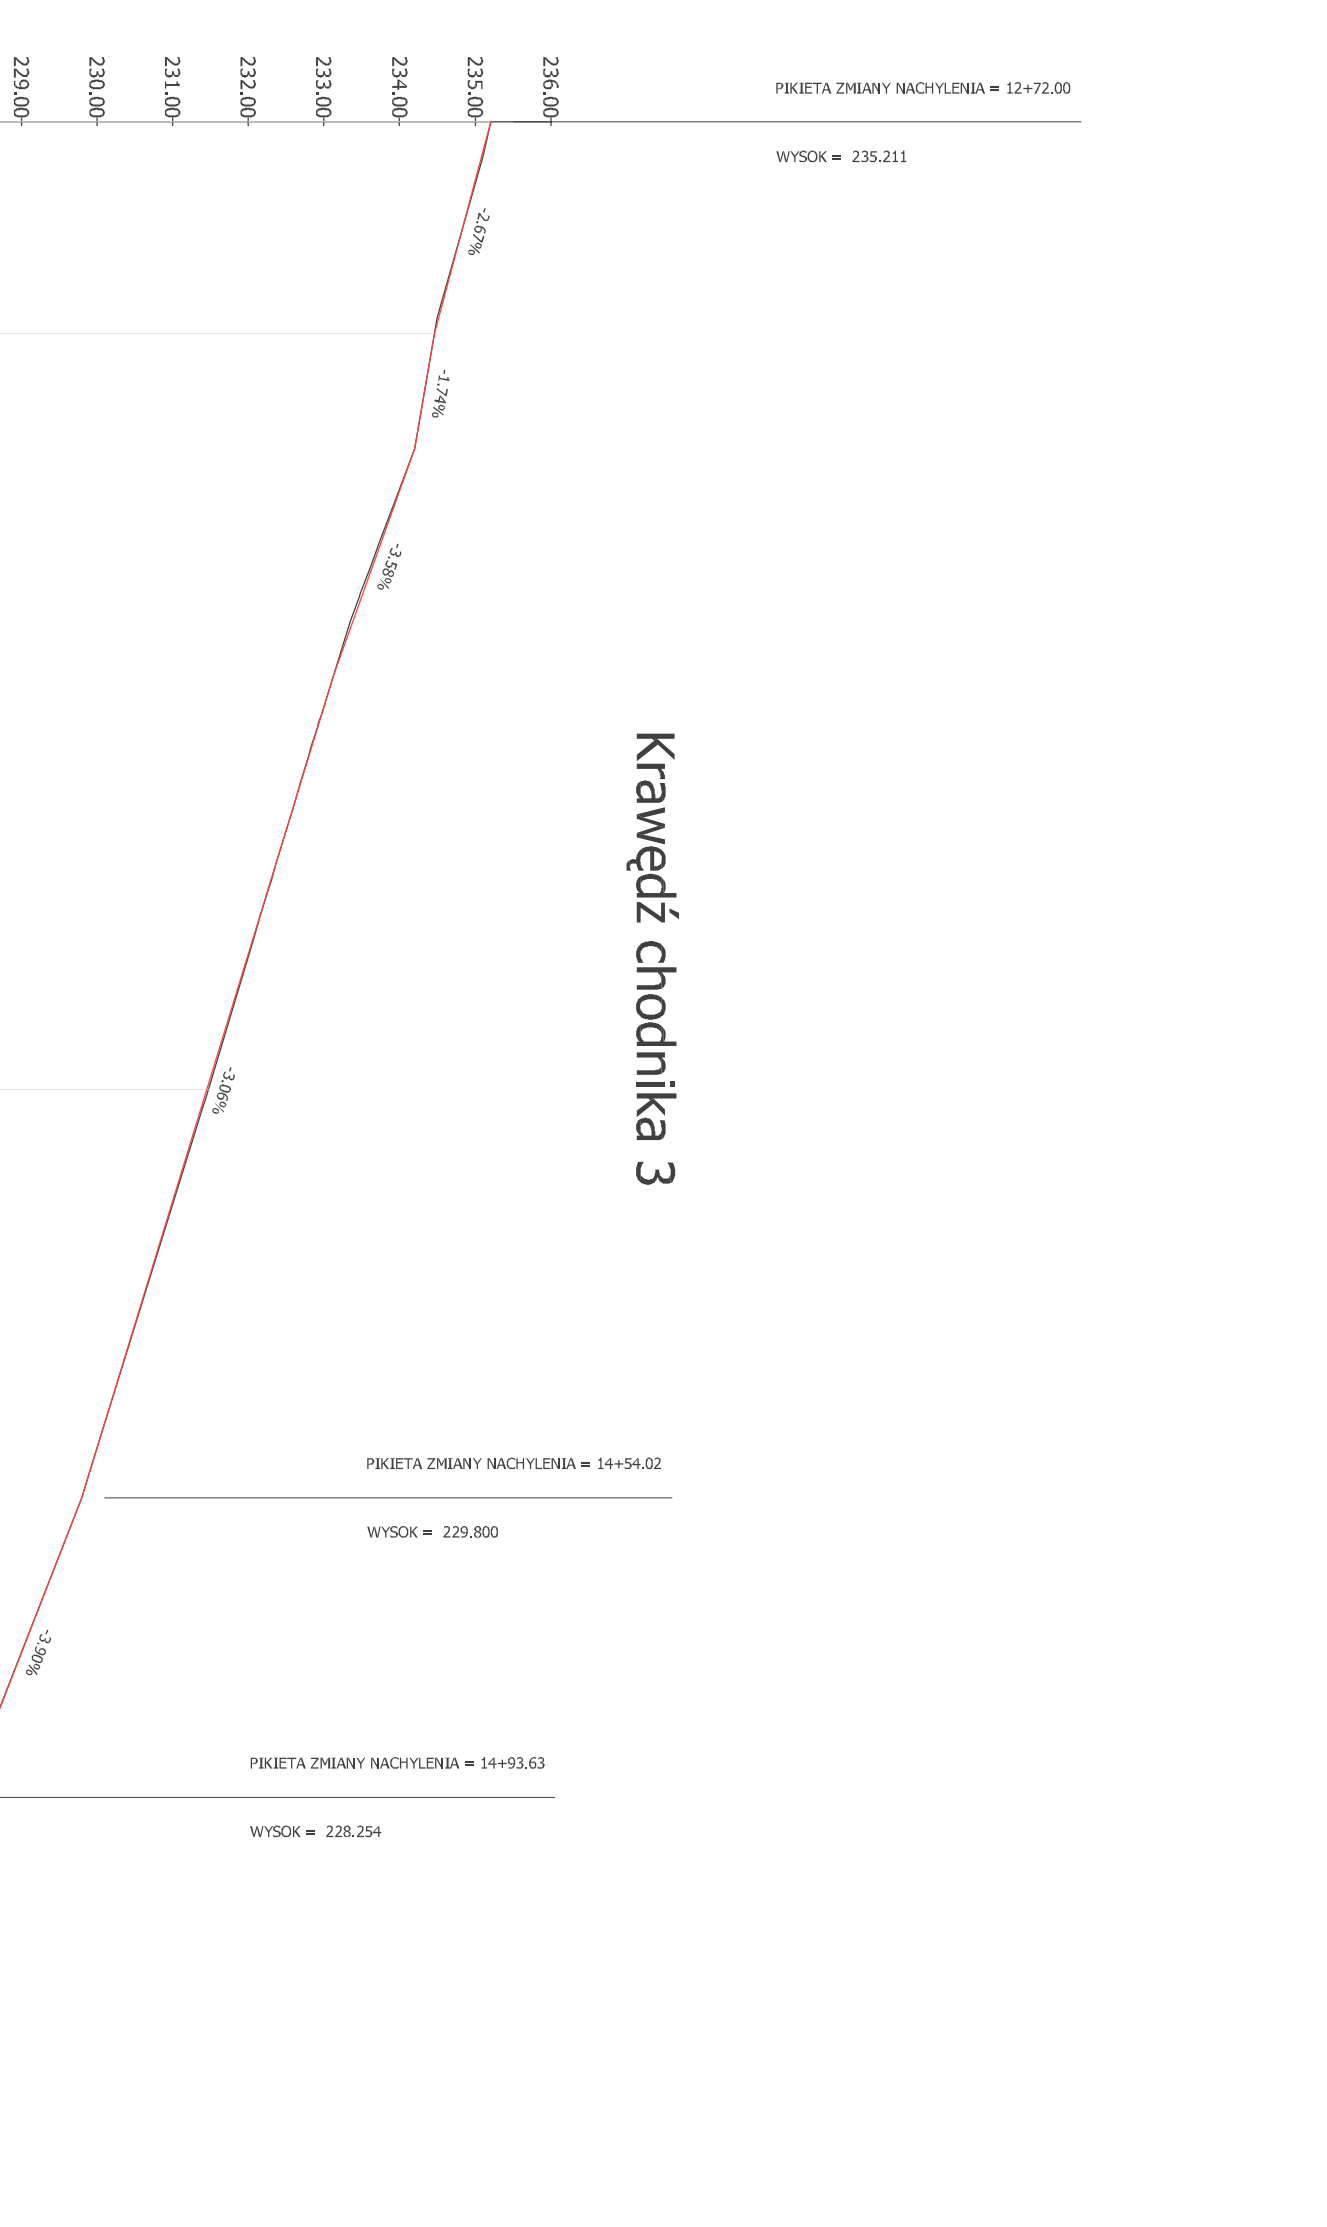 229.00
230.00
231.00
232.00
233.00
234.00
235.00
236.00
PIKIETA ZMIANY NACHYLENIA = 12+72.00
WYSOK = 235.211
-2.67%
-1.74%
-3.58%
Krawędź chodnika 3
-3.06%
PIKIETA ZMIANY NACHYLENIA = 14+54.02
WYSOK = 229.800
-3.90%
PIKIETA ZMIANY NACHYLENIA = 14+93.63
WYSOK = 228.254